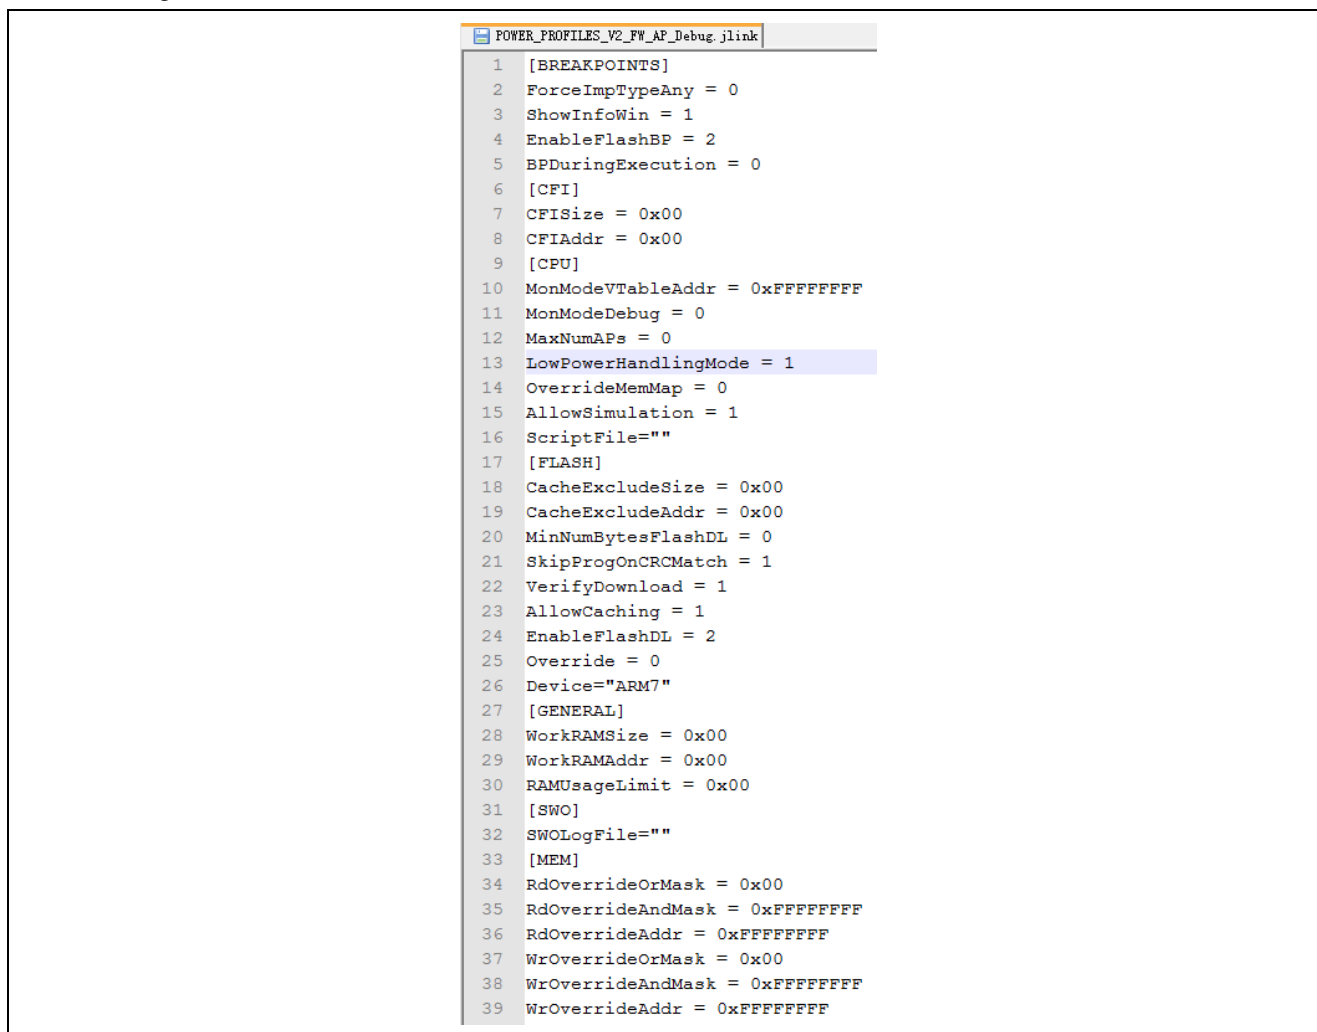 POWER_PROFILES_V2_FW_AP_Debug.jlink
1 [BREAKPOINTS]
2 ForceImpTypeAny = 0
3 ShowInfoWin = 1
4 EnableFlashBP = 2
5 BPDuringExecution = 0
6 [CFI]
7 CFISize = 0x00
8 CFIAddr = 0x00
9 [CPU]
10 MonModeVTableAddr = 0xFFFFFFFF
11 MonModeDebug = 0
12 MaxNumAPs = 0
13 LowPowerHandlingMode = 1
14 OverrideMemMap = 0
15 AllowSimulation = 1
16 ScriptFile=""
17 [FLASH]
18 CacheExcludeSize = 0x00
19 CacheExcludeAddr = 0x00
20 MinNumBytesFlashDL = 0
21 SkipProgOnCRCMatch = 1
22 VerifyDownload = 1
23 AllowCaching = 1
24 EnableFlashDL = 2
25 Override = 0
26 Device="ARM7"
27 [GENERAL]
28 WorkRAMSize = 0x00
29 WorkRAMAddr = 0x00
30 RAMUsageLimit = 0x00
31 [SWO]
32 SWOLogFile=""
33 [MEM]
34 RdOverrideOrMask = 0x00
35 RdOverrideAndMask = 0xFFFFFFFF
36 RdOverrideAddr = 0xFFFFFFFF
37 WrOverrideOrMask = 0x00
38 WrOverrideAndMask = 0xFFFFFFFF
39 WrOverrideAddr = 0xFFFFFFFF